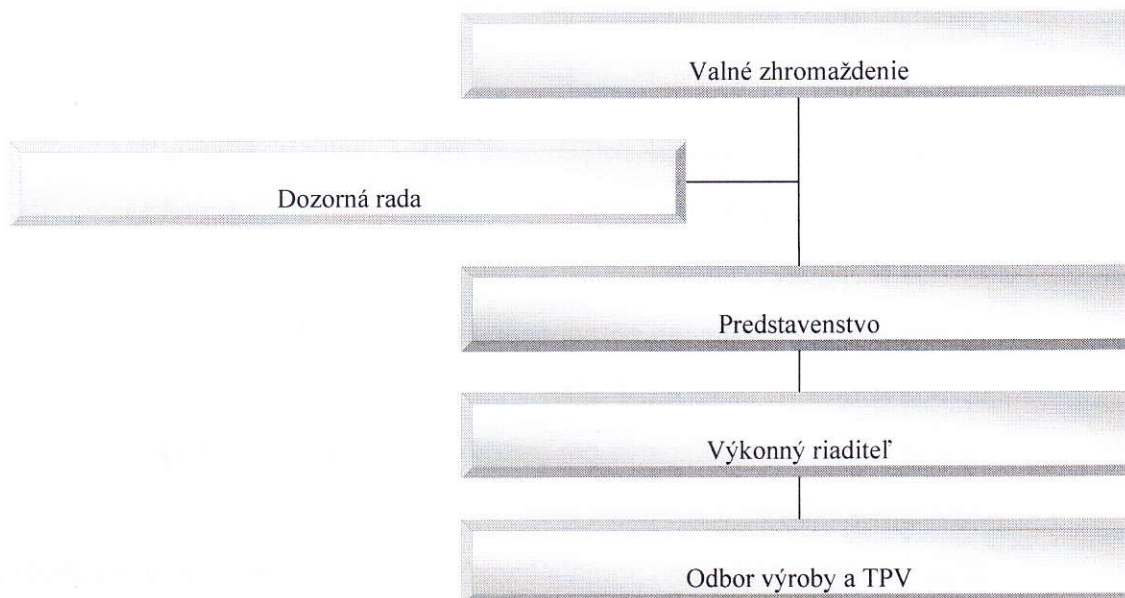 Valné zhromaždenie
Dozorná rada
Predstavenstvo
Výkonný riaditeľ
Odbor výroby a TPV